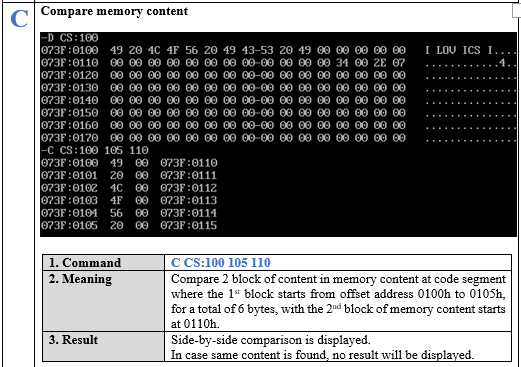 C
Compare memory content
-D CS:100
073F:0100 49 20 4C 4F 56 20 49 43-53 20 49 00 00 00 00 00 I LOV ICS I.....
073F:0110 00 00 00 00 00 00 00 00-00 00 00 00 34 00 2E 07 ............4...
073F:0120 00 00 00 00 00 00 00 00-00 00 00 00 00 00 00 00 ................
073F:0130 00 00 00 00 00 00 00 00-00 00 00 00 00 00 00 00 ................
073F:0140 00 00 00 00 00 00 00 00-00 00 00 00 00 00 00 00 ................
073F:0150 00 00 00 00 00 00 00 00-00 00 00 00 00 00 00 00 ................
073F:0160 00 00 00 00 00 00 00 00-00 00 00 00 00 00 00 00 ................
073F:0170 00 00 00 00 00 00 00 00-00 00 00 00 00 00 00 00 ................
-C CS:100 105 110
073F:0100 49 00 073F:0110
073F:0101 20 00 073F:0111
073F:0102 4C 00 073F:0112
073F:0103 4F 00 073F:0113
073F:0104 56 00 073F:0114
073F:0105 20 00 073F:0115
1. Command C CS:100 105 110
2. Meaning Compare 2 block of content in memory content at code segment
where the 1st block starts from offset address 0100h to 0105h,
for a total of 6 bytes, with the 2nd block of memory content starts
at 0110h.
3. Result Side-by-side comparison is displayed.
In case same content is found, no result will be displayed.